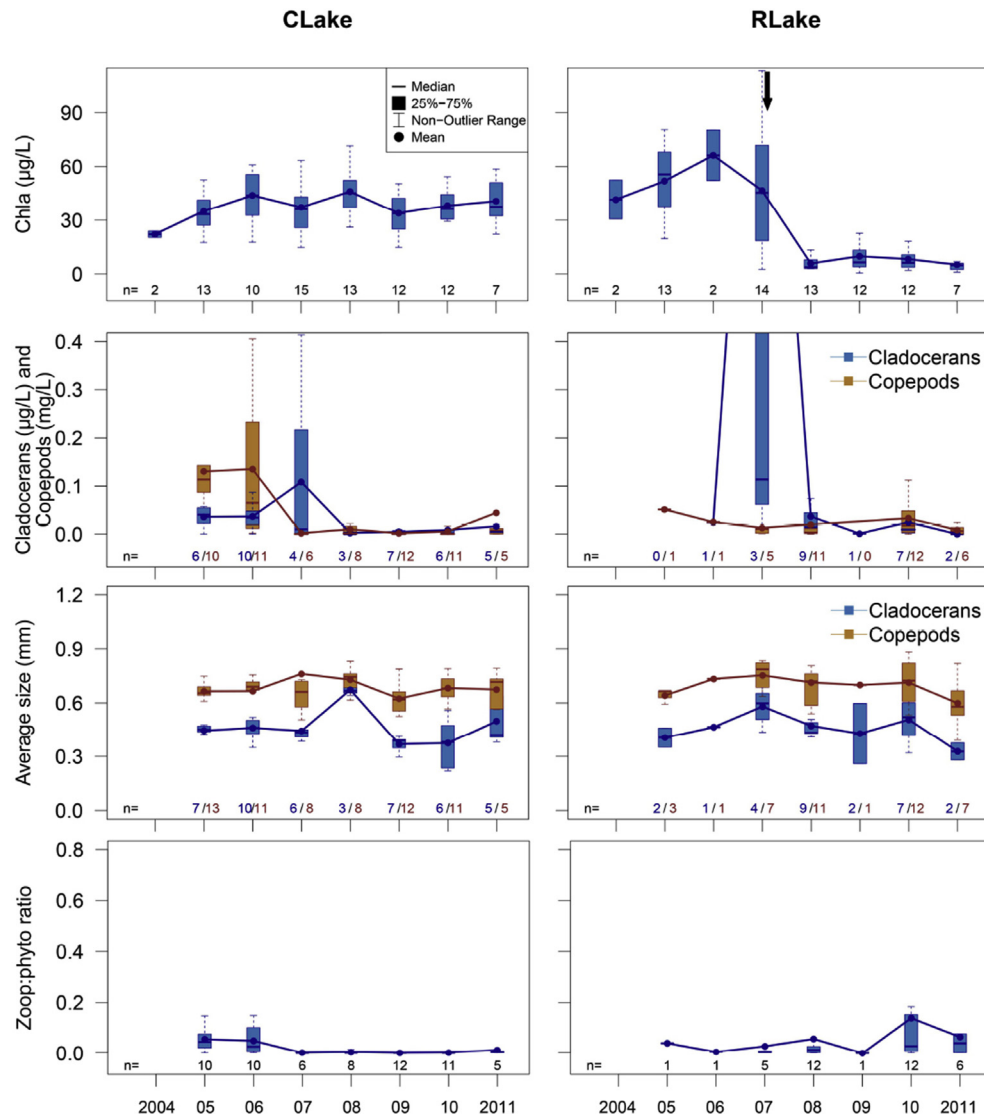 CLake RLake
Chla (µg/L)
90
60
30
0
Median
25%−75%
Non−Outlier Range
Mean
n= 2 13 10 15 13 12 12 7
n= 2 13 2 14 13 12 12 7
Cladocerans (µg/L) and
Copepods (mg/L)
0.4
0.3
0.2
0.1
0.0
n= 6/10 10/11 4/6 3/8 7/12 6/11 5/5
Cladocerans
Copepods
n= 0/1 1/1 3/5 9/11 1/0 7/12 2/6
Average size (mm)
1.2
0.9
0.6
0.3
0.0
n= 7/13 10/11 6/8 3/8 7/12 6/11 5/5
Cladocerans
Copepods
n= 2/3 1/1 4/7 9/11 2/1 7/12 2/7
Zoop:phyto ratio
0.8
0.6
0.4
0.2
0.0
n= 10 10 6 8 12 11 5
n= 1 1 5 12 1 12 6
2004 05 06 07 08 09 10 2011
2004 05 06 07 08 09 10 2011